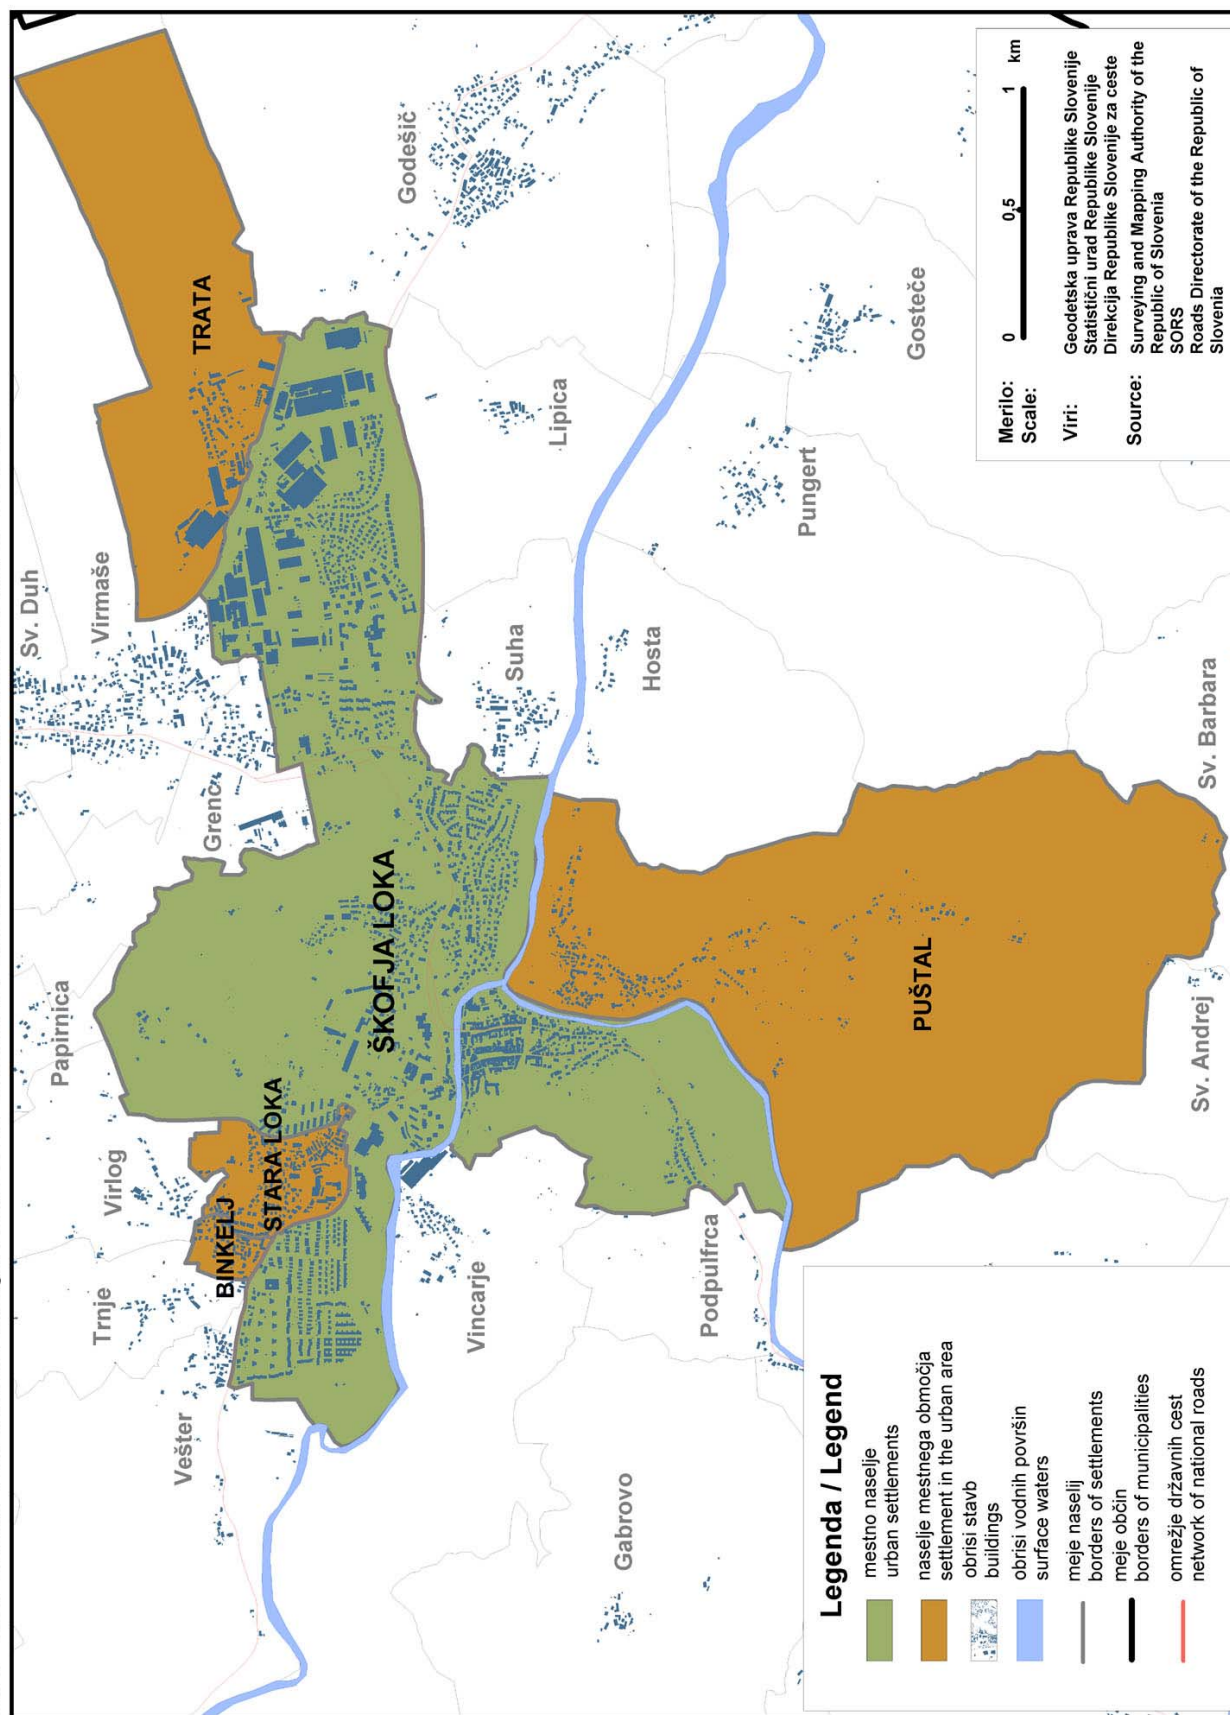 Sv. Duh
Virmaše
TRATA
Godešič
Grenc
Papirnica
Virlog
Trnje
Vešter
BINKELJ
STARA LOKA
ŠKOFJA LOKA
Suha
Lipica
Hosta
Pungert
Gosteče
Vincarje
Podpulfrca
Gabrovo
PUŠTAL
Sv. Andrej
Sv. Barbara
Legenda / Legend
mestno naselje
urban settlements
naselje mestnega območja
settlement in the urban area
obrisi stavb
buildings
obrisi vodnih površin
surface waters
meje naselij
borders of settlements
meje občin
borders of municipalities
omrežje državnih cest
network of national roads
Merilo:
Scale:
0
0,5
1
km
Viri:
Geodetska uprava Republike Slovenije
Statistični urad Republike Slovenije
Direkcija Republike Slovenije za ceste
Source:
Surveying and Mapping Authority of the
Republic of Slovenia
SORS
Roads Directorate of the Republic of
Slovenia